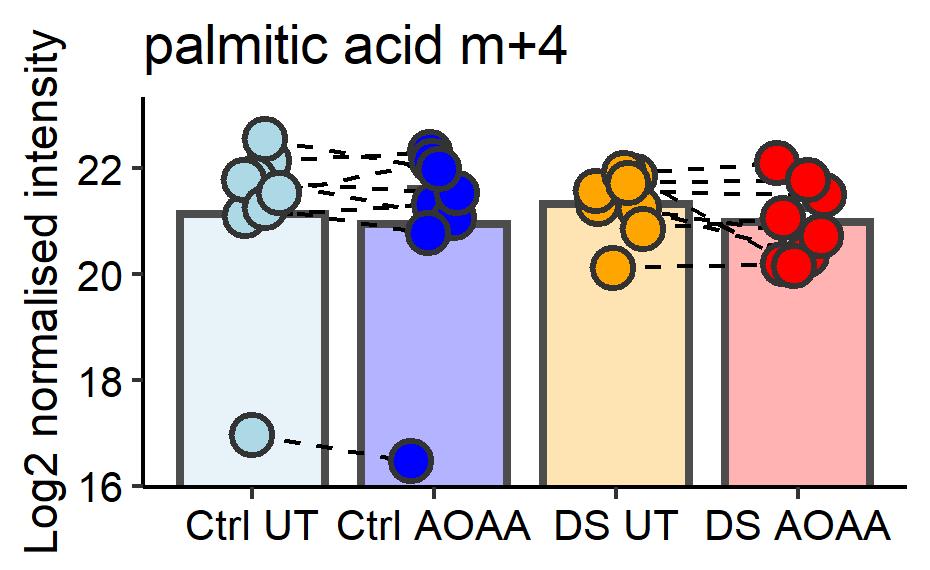 palmitic acid m+4
Log2 normalised intensity
22
20
18
16
Ctrl UT
Ctrl AOAA
DS UT
DS AOAA